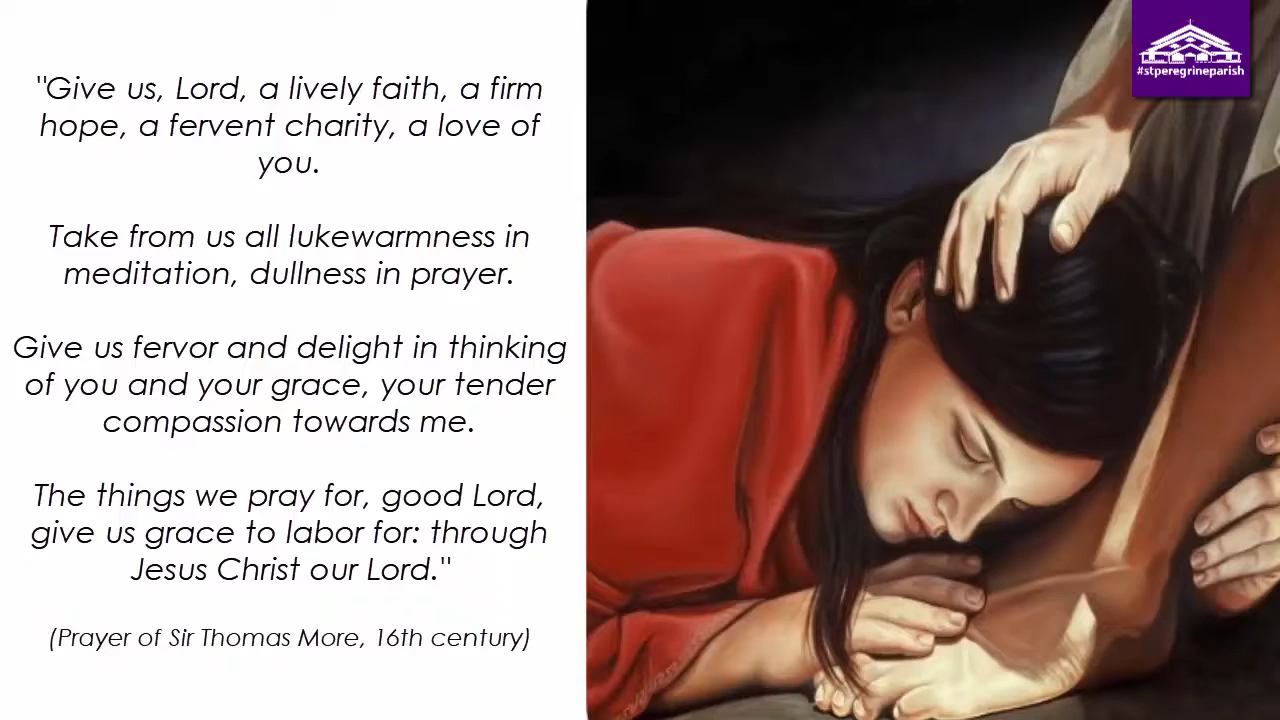 "Give us, Lord, a lively faith, a firm
hope, a fervent charity, a love of
you.
Take from us all lukewarmness in
meditation, dullness in prayer.
Give us fervor and delight in thinking
of you and your grace, your tender
compassion towards me.
The things we pray for, good Lord,
give us grace to labor for: through
Jesus Christ our Lord."
(Prayer of Sir Thomas More, 16th century)
#stperegrineparish